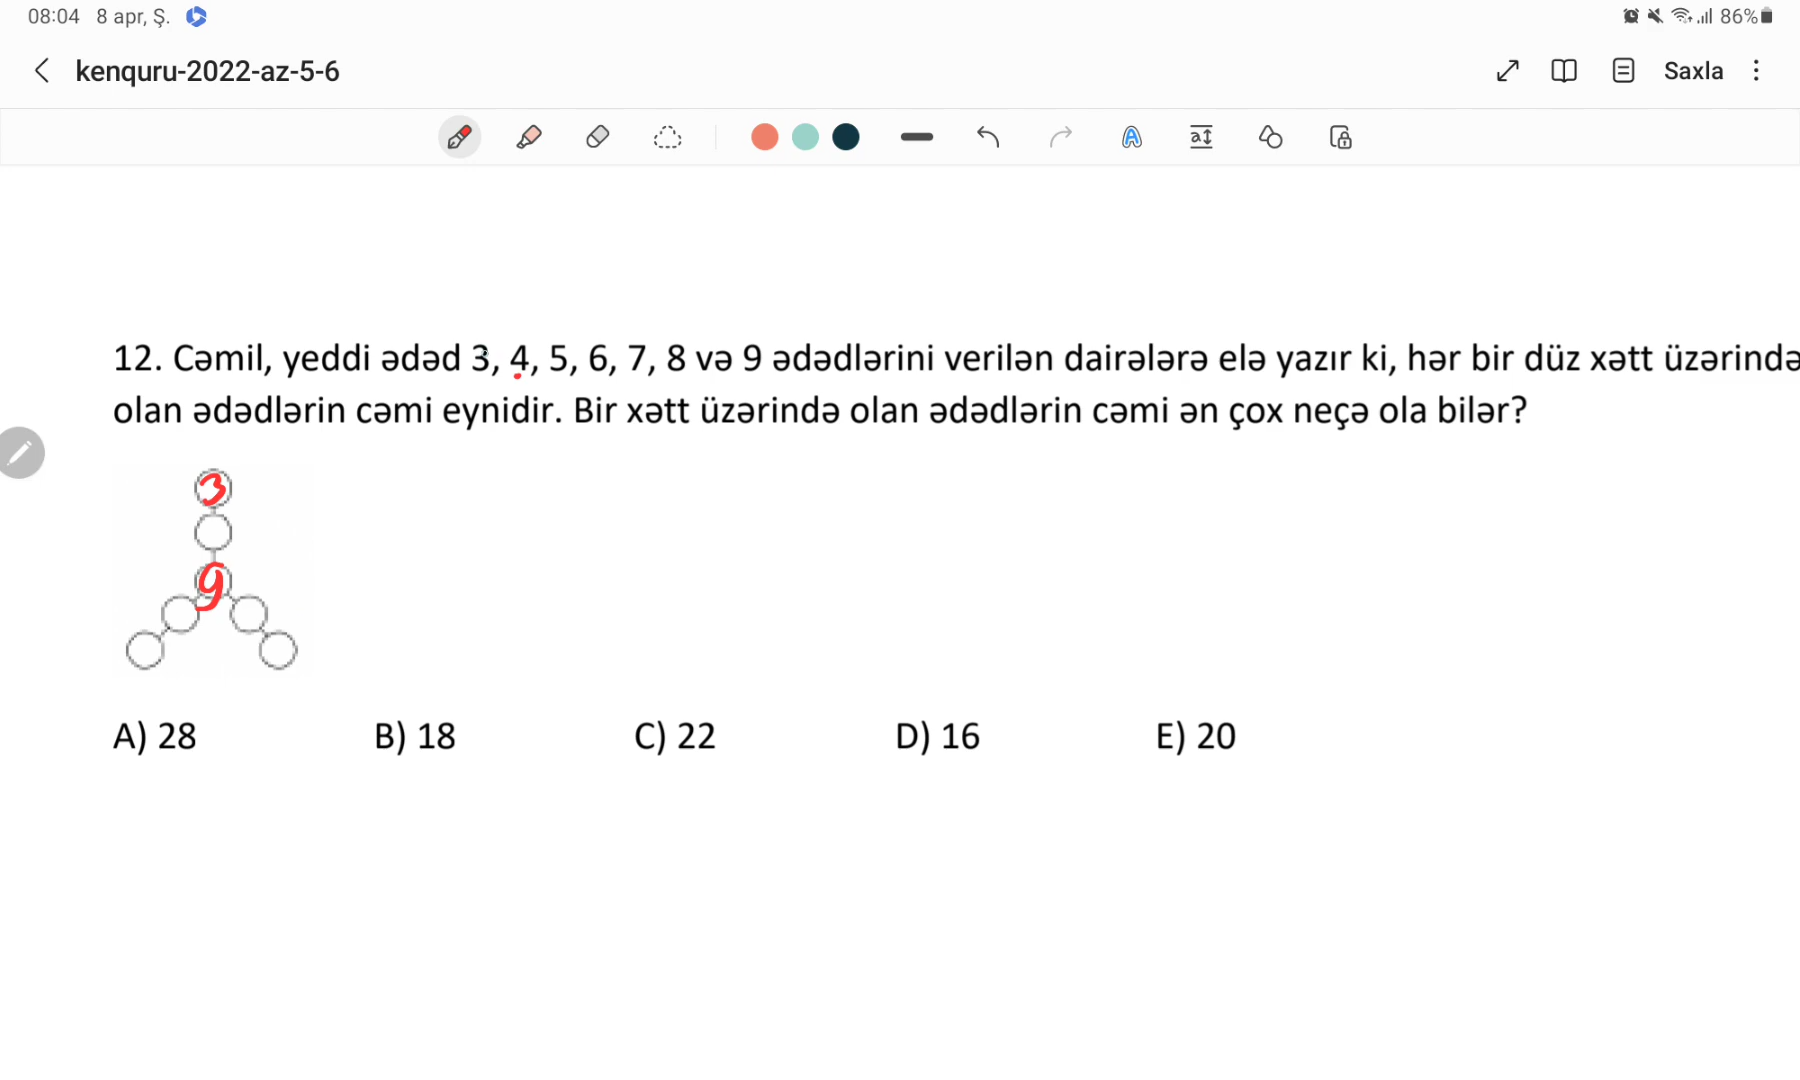 08:04 8 apr, Ş. 86%
kenquru-2022-az-5-6 Saxla
12. Cəmil, yeddi ədəd 3, 4, 5, 6, 7, 8 və 9 ədədlərini verilən dairələrə elə yazır ki, hər bir düz xətt üzərində
olan ədədlərin cəmi eynidir. Bir xətt üzərində olan ədədlərin cəmi ən çox neçə ola bilər?
3
9
A) 28 B) 18 C) 22 D) 16 E) 20